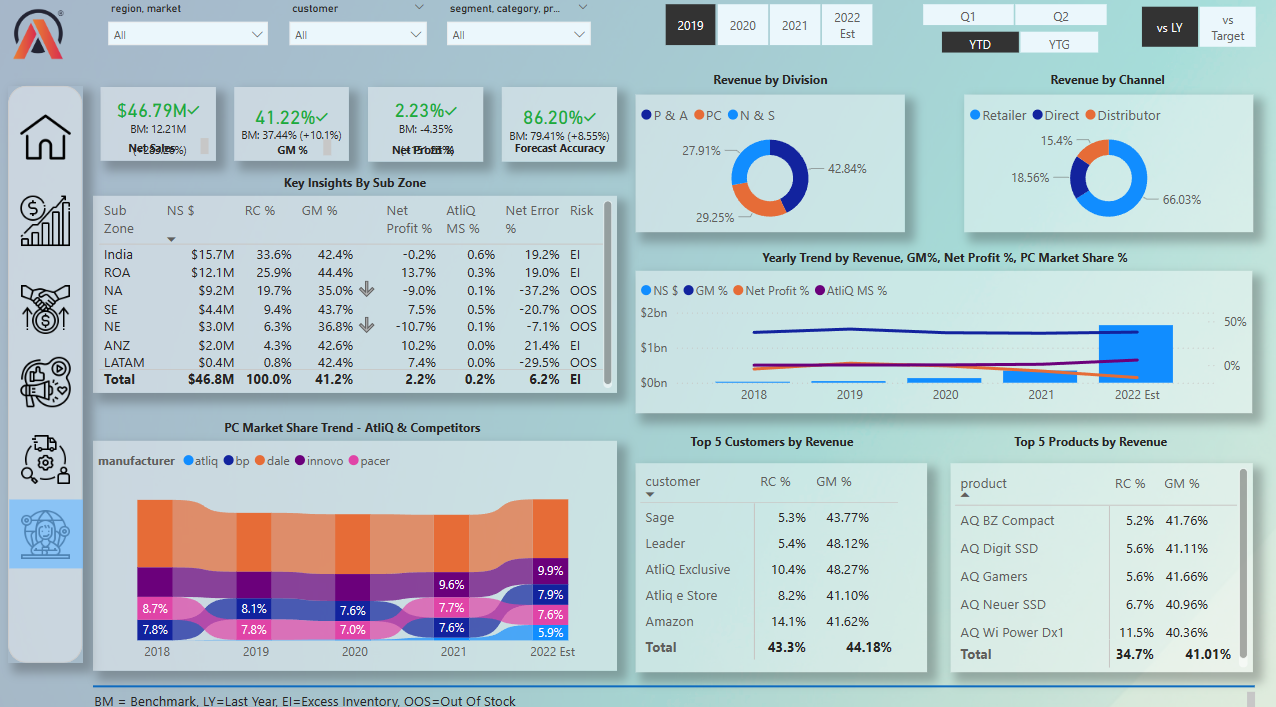 region, market
customer
segment, category, pr...
All
All
All
2019
2020
2021
2022
Est
Q1
Q2
YTD
YTG
vs LY
vs
Target
$46.79M
BM: 12.21M
Net Sales
41.22%
BM: 37.44% (+10.1%)
GM %
2.23%
BM: -4.35%
Net Profit %
86.20%
BM: 79.41% (+8.55%)
Forecast Accuracy
Key Insights By Sub Zone
Sub Zone NS $ RC % GM % Net Profit % AtliQ MS % Net Error % Risk
India $15.7M 33.6% 42.4% -0.2% 0.6% 19.2% EI
ROA $12.1M 25.9% 44.4% 13.7% 0.3% 19.0% EI
NA $9.2M 19.7% 35.0% -9.0% 0.1% -37.2% OOS
SE $4.4M 9.4% 43.7% 7.5% 0.5% -20.7% OOS
NE $3.0M 6.3% 36.8% -10.7% 0.1% -7.1% OOS
ANZ $2.0M 4.3% 42.6% 10.2% 0.0% 21.4% EI
LATAM $0.4M 0.8% 42.4% 7.4% 0.0% -29.5% OOS
Total $46.8M 100.0% 41.2% 2.2% 0.2% 6.2% EI
Revenue by Division
P & A PC N & S
27.91%
42.84%
29.25%
Revenue by Channel
Retailer Direct Distributor
15.4%
18.56%
66.03%
Yearly Trend by Revenue, GM%, Net Profit %, PC Market Share %
NS $ GM % Net Profit % AtliQ MS %
$2bn
$1bn
$0bn
50%
0%
2018 2019 2020 2021 2022 Est
PC Market Share Trend - AtliQ & Competitors
manufacturer atliq bp dale innovo pacer
9.9%
9.6% 7.9%
8.7% 8.1% 7.6% 7.7% 7.6%
7.8% 7.8% 7.0% 7.6% 5.9%
2018 2019 2020 2021 2022 Est
Top 5 Customers by Revenue
customer RC % GM %
Sage 5.3% 43.77%
Leader 5.4% 48.12%
AtliQ Exclusive 10.4% 48.27%
Atliq e Store 8.2% 41.10%
Amazon 14.1% 41.62%
Total 43.3% 44.18%
Top 5 Products by Revenue
product RC % GM %
AQ BZ Compact 5.2% 41.76%
AQ Digit SSD 5.6% 41.11%
AQ Gamers 5.6% 41.66%
AQ Neuer SSD 6.7% 40.96%
AQ Wi Power Dx1 11.5% 40.36%
Total 34.7% 41.01%
BM = Benchmark, LY=Last Year, EI=Excess Inventory, OOS=Out Of Stock